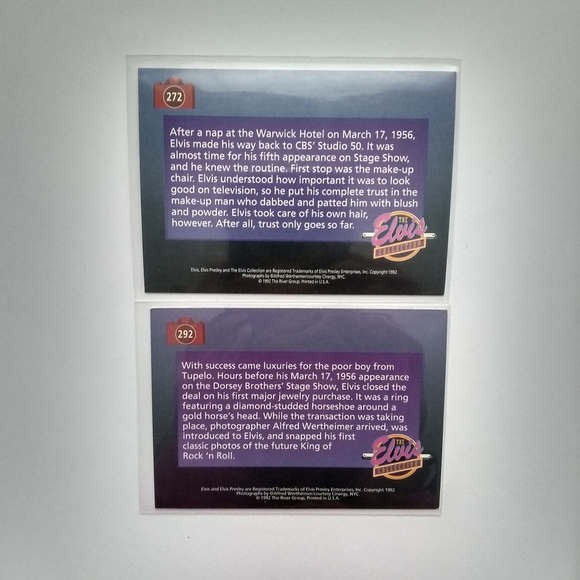 272
After a nap at the Warwick Hotel on March 17, 1956,
Elvis made his way back to CBS' Studio 50. It was
almost time for his fifth appearance on Stage Show,
and he knew the routine. First stop was the make-up
chair. Elvis understood how important it was to look
good on television, so he put his complete trust in the
make-up man who dabbed and patted him with blush
and powder. Elvis took care of his own hair,
however. After all, trust only goes so far.
THE
Elvis
COLLECTION
Elvis, Elvis Presley and The Elvis Collection are Registered Trademarks of Elvis Presley Enterprises, Inc. Copyright 1992
Photographs by ©Alfred Wertheimer/courtesy Cinergy, NYC.
© 1992 The River Group, Printed in U.S.A.
292
With success came luxuries for the poor boy from
Tupelo. Hours before his March 17, 1956 appearance
on the Dorsey Brothers' Stage Show, Elvis closed the
deal on his first major jewelry purchase. It was a ring
featuring a diamond-studded horseshoe around a
gold horse's head. While the transaction was taking
place, photographer Alfred Wertheimer arrived, was
introduced to Elvis, and snapped his first
classic photos of the future King of
Rock 'n Roll.
THE
Elvis
COLLECTION
Elvis and Elvis Presley are Registered Trademarks of Elvis Presley Enterprises, Inc. Copyright 1992
Photographs by ©Alfred Wertheimer/courtesy Cinergy, NYC.
© 1992 The River Group, Printed in U.S.A.